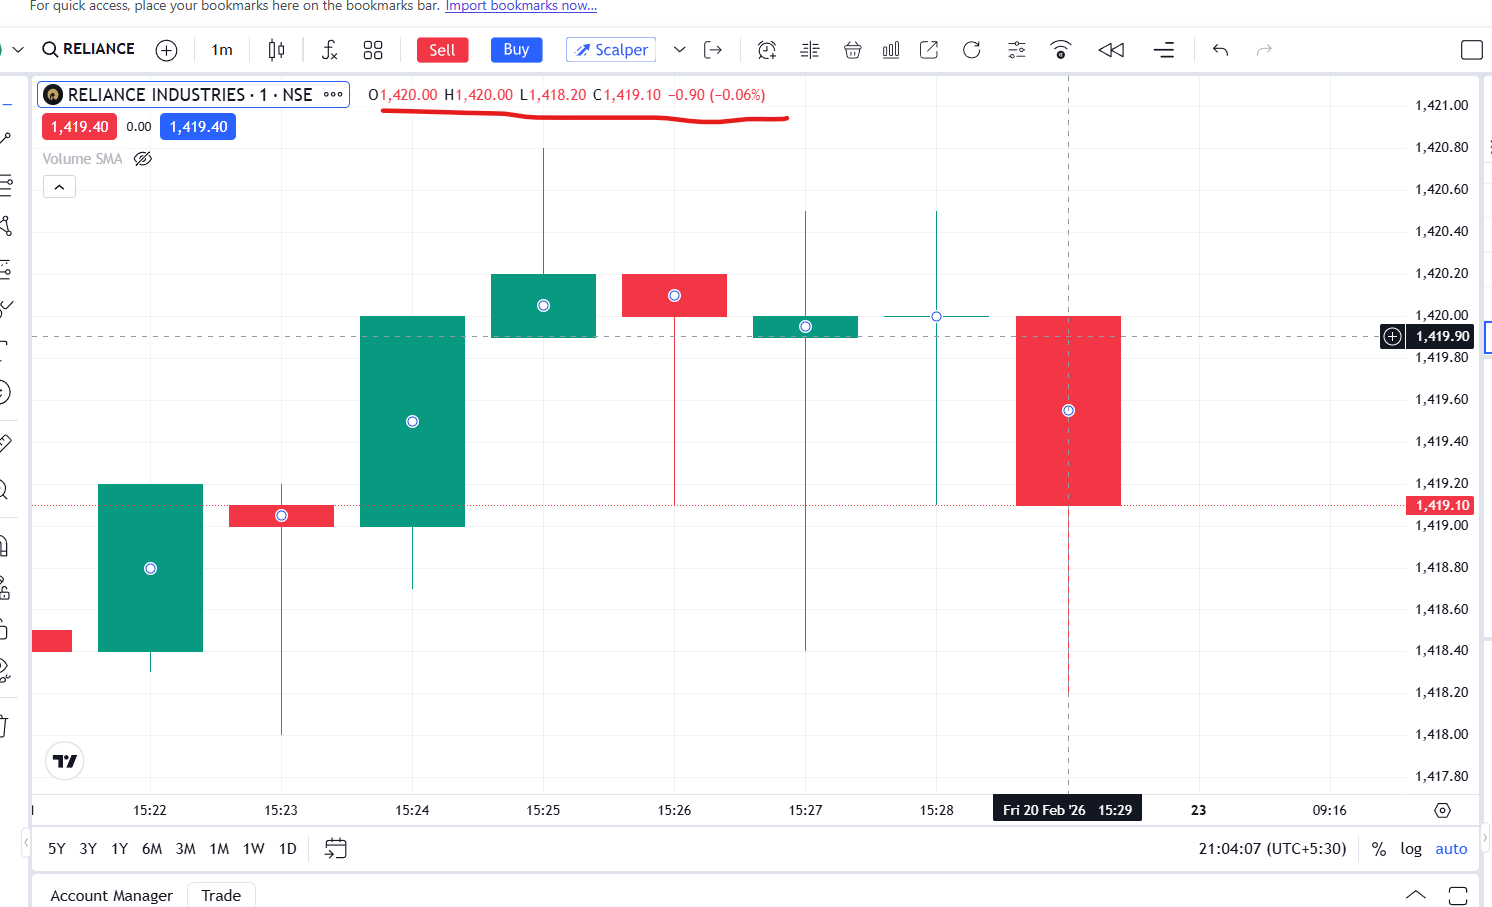 For quick access, place your bookmarks here on the bookmarks bar. Import bookmarks now...
RELIANCE 1m Sell Buy Scalper
RELIANCE INDUSTRIES · 1 · NSE O1,420.00 H1,420.00 L1,418.20 C1,419.10 −0.90 (−0.06%)
1,419.40 0.00 1,419.40
Volume SMA
1,421.00
1,420.80
1,420.60
1,420.40
1,420.20
1,420.00
1,419.90
1,419.80
1,419.60
1,419.40
1,419.20
1,419.10
1,419.00
1,418.80
1,418.60
1,418.40
1,418.20
1,418.00
1,417.80
15:22 15:23 15:24 15:25 15:26 15:27 15:28 Fri 20 Feb '26 15:29 23 09:16
5Y 3Y 1Y 6M 3M 1M 1W 1D 21:04:07 (UTC+5:30) % log auto
Account Manager Trade